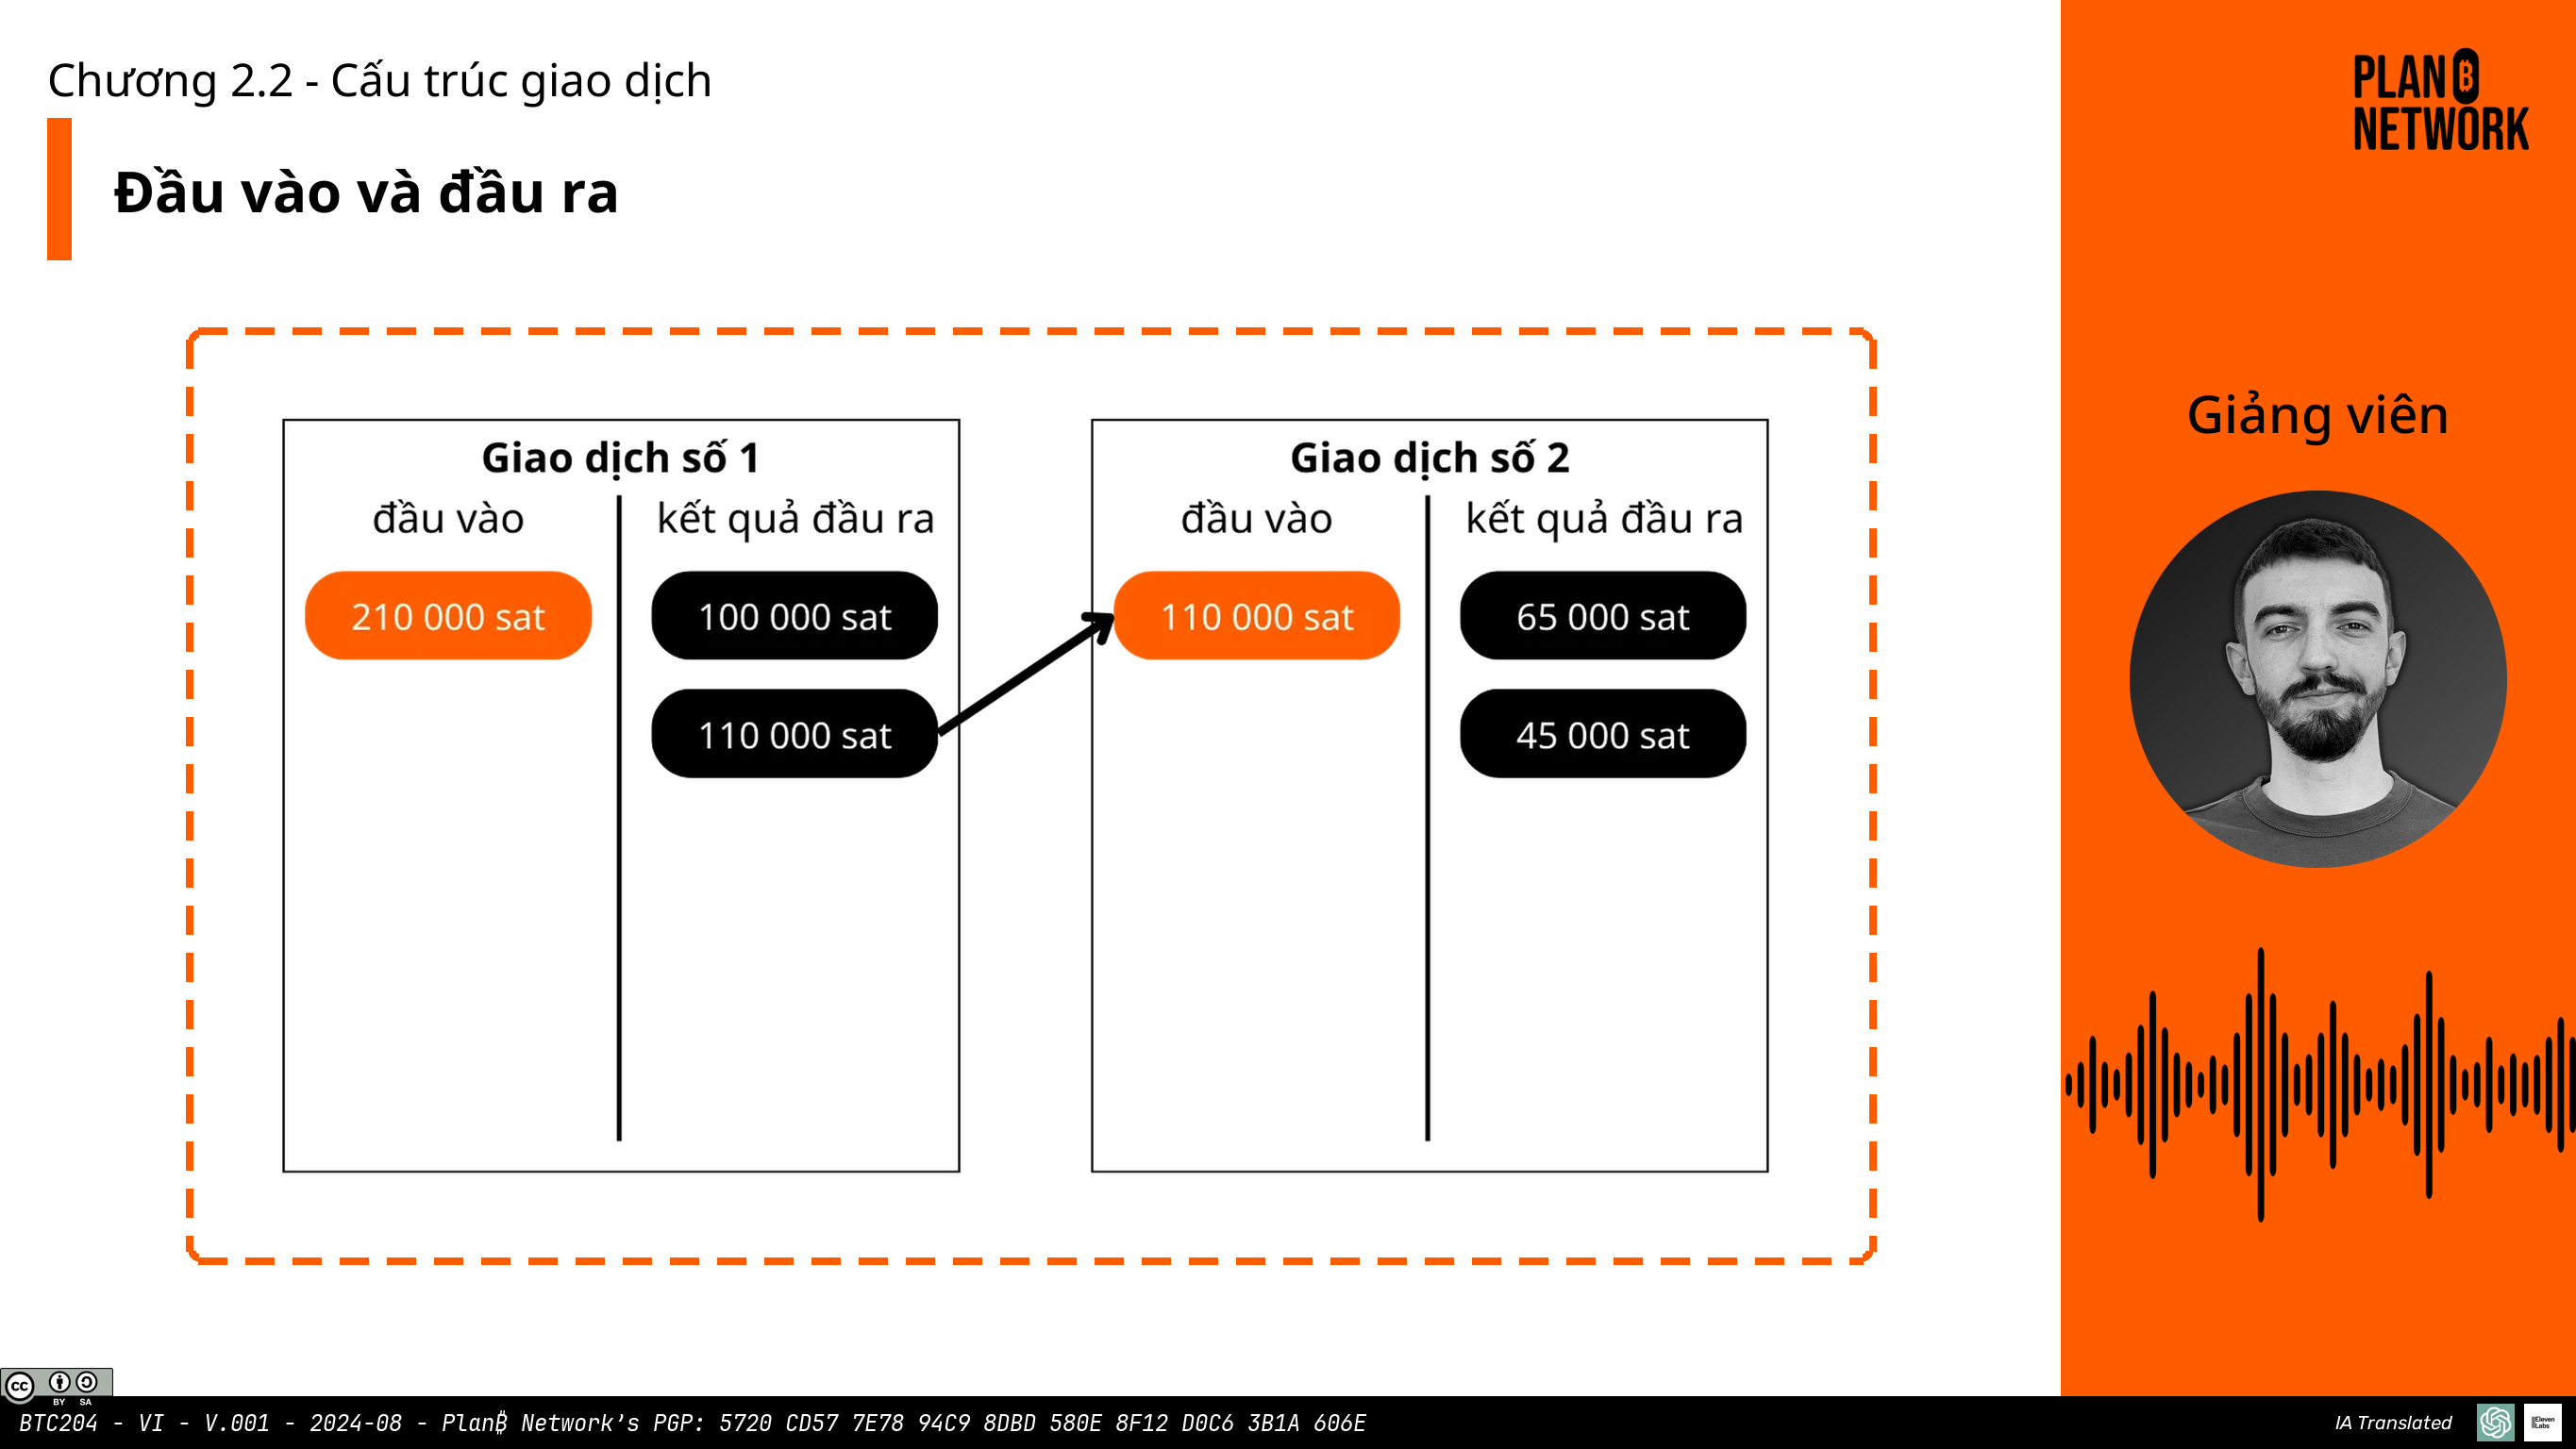 Chương 2.2 - Cấu trúc giao dịch
Đầu vào và đầu ra
PLAN ₿
NETWORK
Giảng viên
Giao dịch số 1
đầu vào
kết quả đầu ra
210 000 sat
100 000 sat
110 000 sat
Giao dịch số 2
đầu vào
kết quả đầu ra
110 000 sat
65 000 sat
45 000 sat
cc
BY SA
BTC204 - VI - V.001 - 2024-08 - Plan₿ Network’s PGP: 5720 CD57 7E78 94C9 8DBD 580E 8F12 D0C6 3B1A 606E
IA Translated
IIEleven
Labs